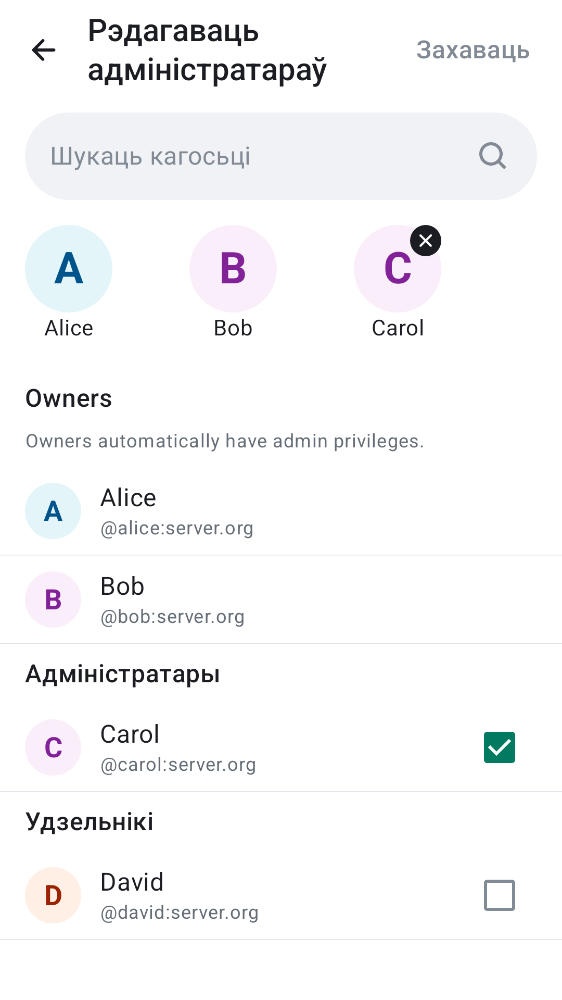 Рэдагаваць
адміністратараў
Захаваць
Шукаць кагосьці
A
B
C
Alice
Bob
Carol
Owners
Owners automatically have admin privileges.
A
Alice
@alice:server.org
B
Bob
@bob:server.org
Адміністратары
C
Carol
@carol:server.org
Удзельнікі
D
David
@david:server.org